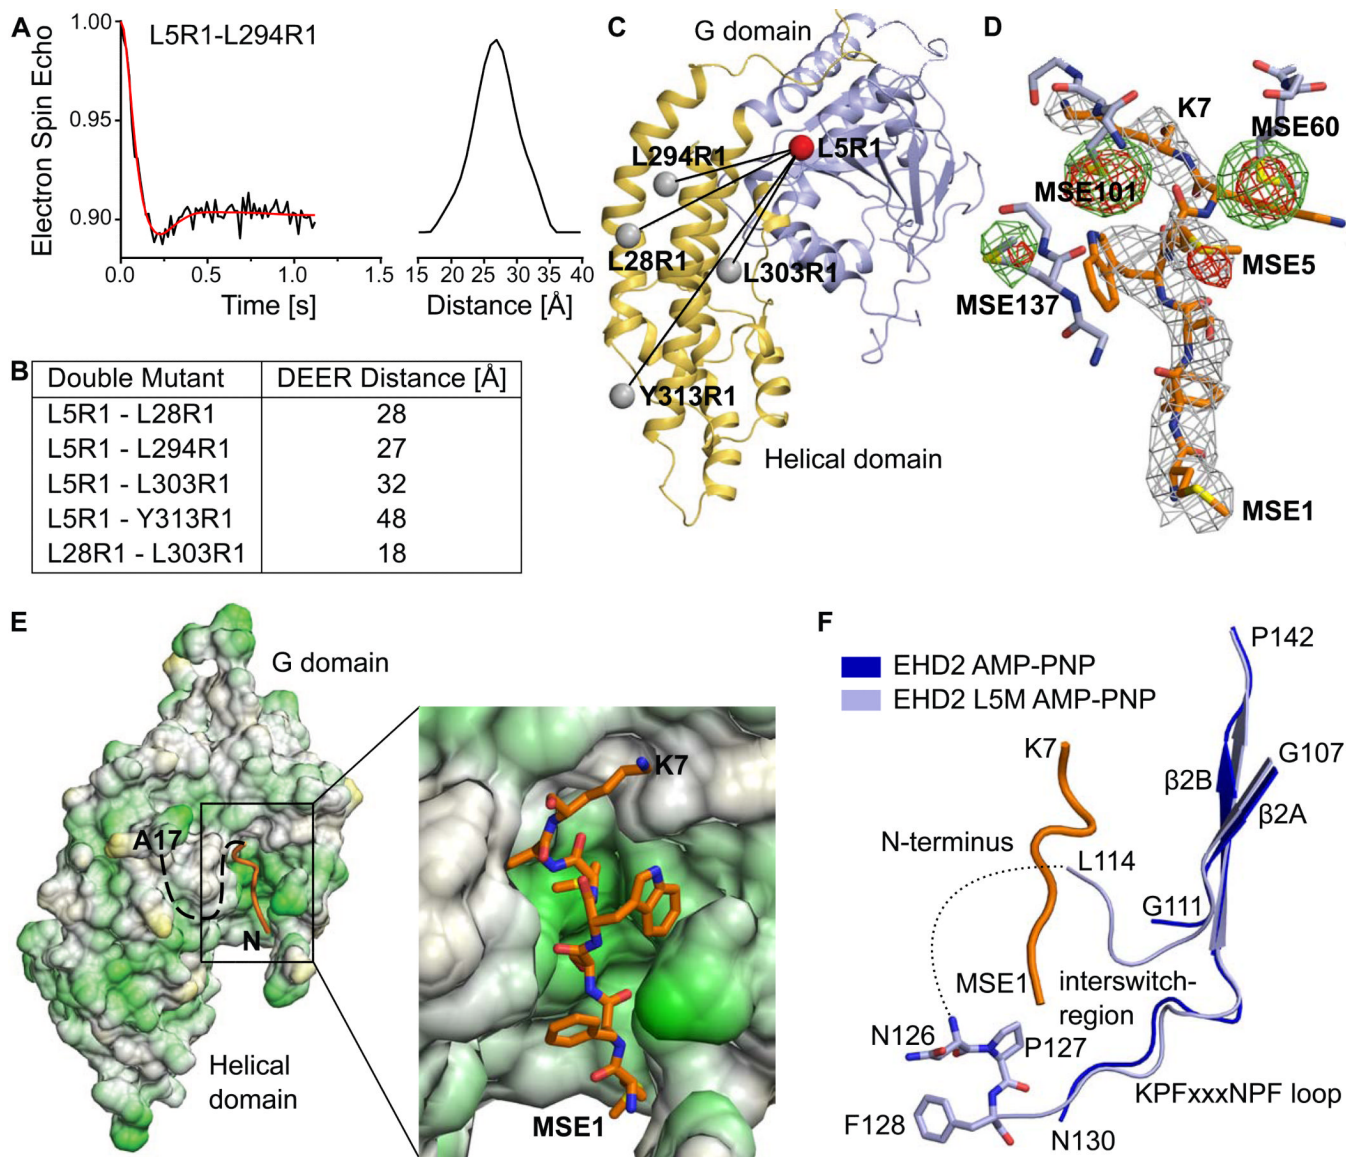 A
L5R1-L294R1
Electron Spin Echo
1.00
0.95
0.90
0.0
0.5
1.0
1.5
Time [s]
15
20
25
30
35
40
Distance [Å]
B
Double Mutant
DEER Distance [Å]
L5R1 - L28R1
28
L5R1 - L294R1
27
L5R1 - L303R1
32
L5R1 - Y313R1
48
L28R1 - L303R1
18
C
G domain
L294R1
L5R1
L28R1
L303R1
Y313R1
Helical domain
D
K7
MSE60
MSE101
MSE5
MSE137
MSE1
E
G domain
A17
N
Helical
domain
K7
MSE1
F
EHD2 AMP-PNP
EHD2 L5M AMP-PNP
P142
K7
G107
β2B
β2A
N-terminus
L114
G111
MSE1
interswitch-
region
N126
P127
KPFxxxNPF loop
F128
N130